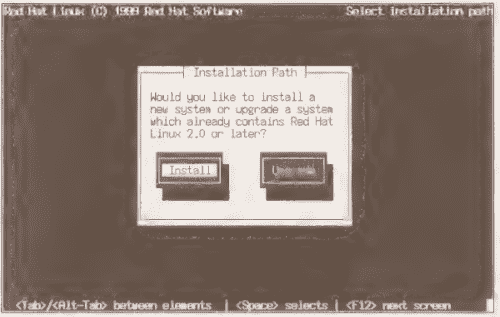 Red Hat Linux (C) 1999 Red Hat Software Select installation path
Installation Path
Would you like to install a
new system or upgrade a system
which already contains Red Hat
Linux 2.0 or later?
Install Upgrade
<Tab>/<Alt-Tab> between elements | <Space> selects | <F12> next screen